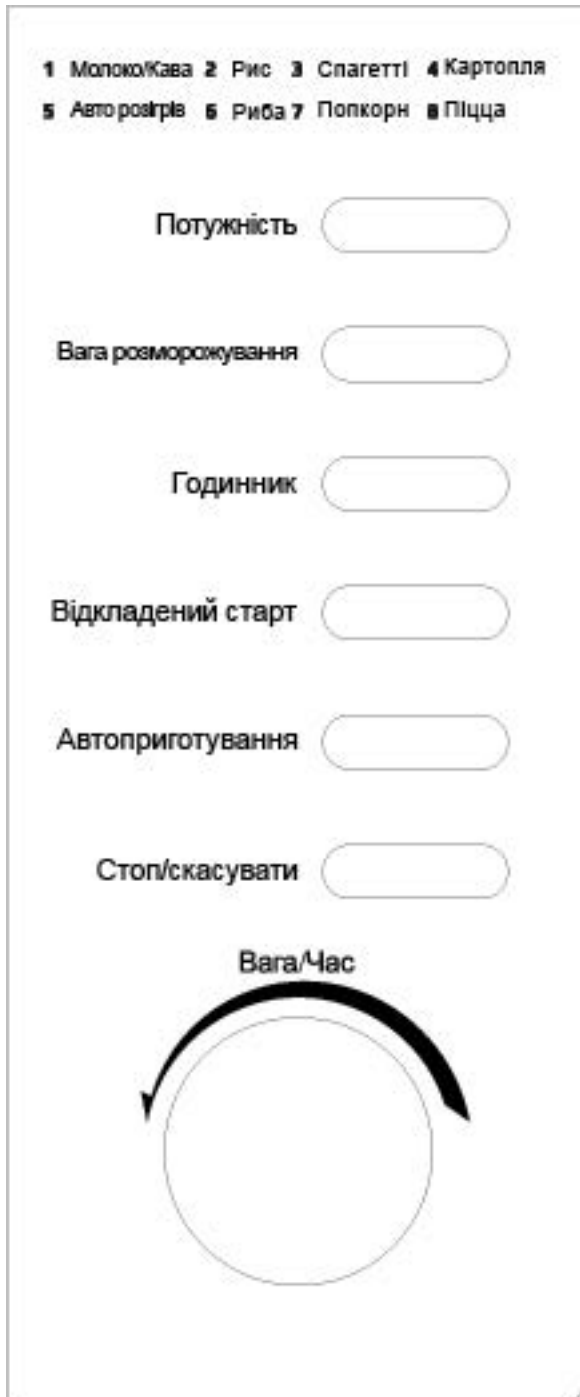 1 Молоко/Кава 2 Рис 3 Спагетті 4 Картопля
5 Авто розігрів 6 Риба 7 Попкорн 8 Піцца
Потужність
Вага розморожування
Годинник
Відкладений старт
Автоприготування
Стоп/скасувати
Вага/Час